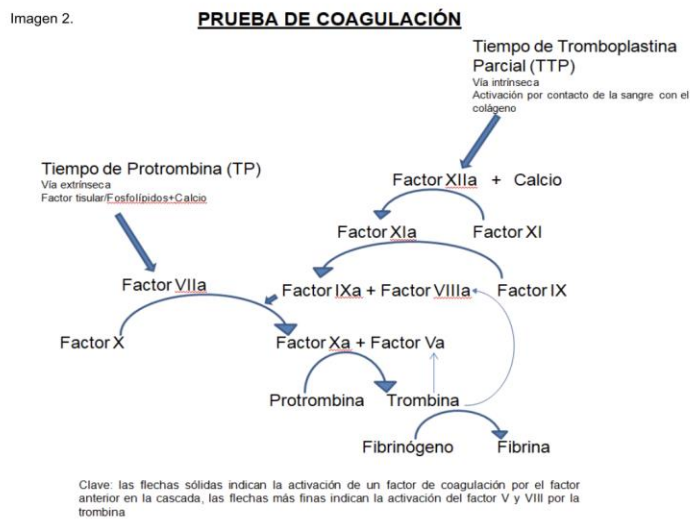 Imagen 2.
PRUEBA DE COAGULACIÓN
Tiempo de Tromboplastina
Parcial (TTP)
Vía intrínseca
Activación por contacto de la sangre con el
colágeno
Tiempo de Protrombina (TP)
Vía extrínseca
Factor tisular/Fosfolípidos+Calcio
Factor XIIa + Calcio
Factor XIa
Factor XI
Factor VIIa
Factor IXa + Factor VIIIa
Factor IX
Factor X
Factor Xa + Factor Va
Protrombina
Trombina
Fibrinógeno
Fibrina
Clave: las flechas sólidas indican la activación de un factor de coagulación por el factor
anterior en la cascada, las flechas más finas indican la activación del factor V y VIII por la
trombina